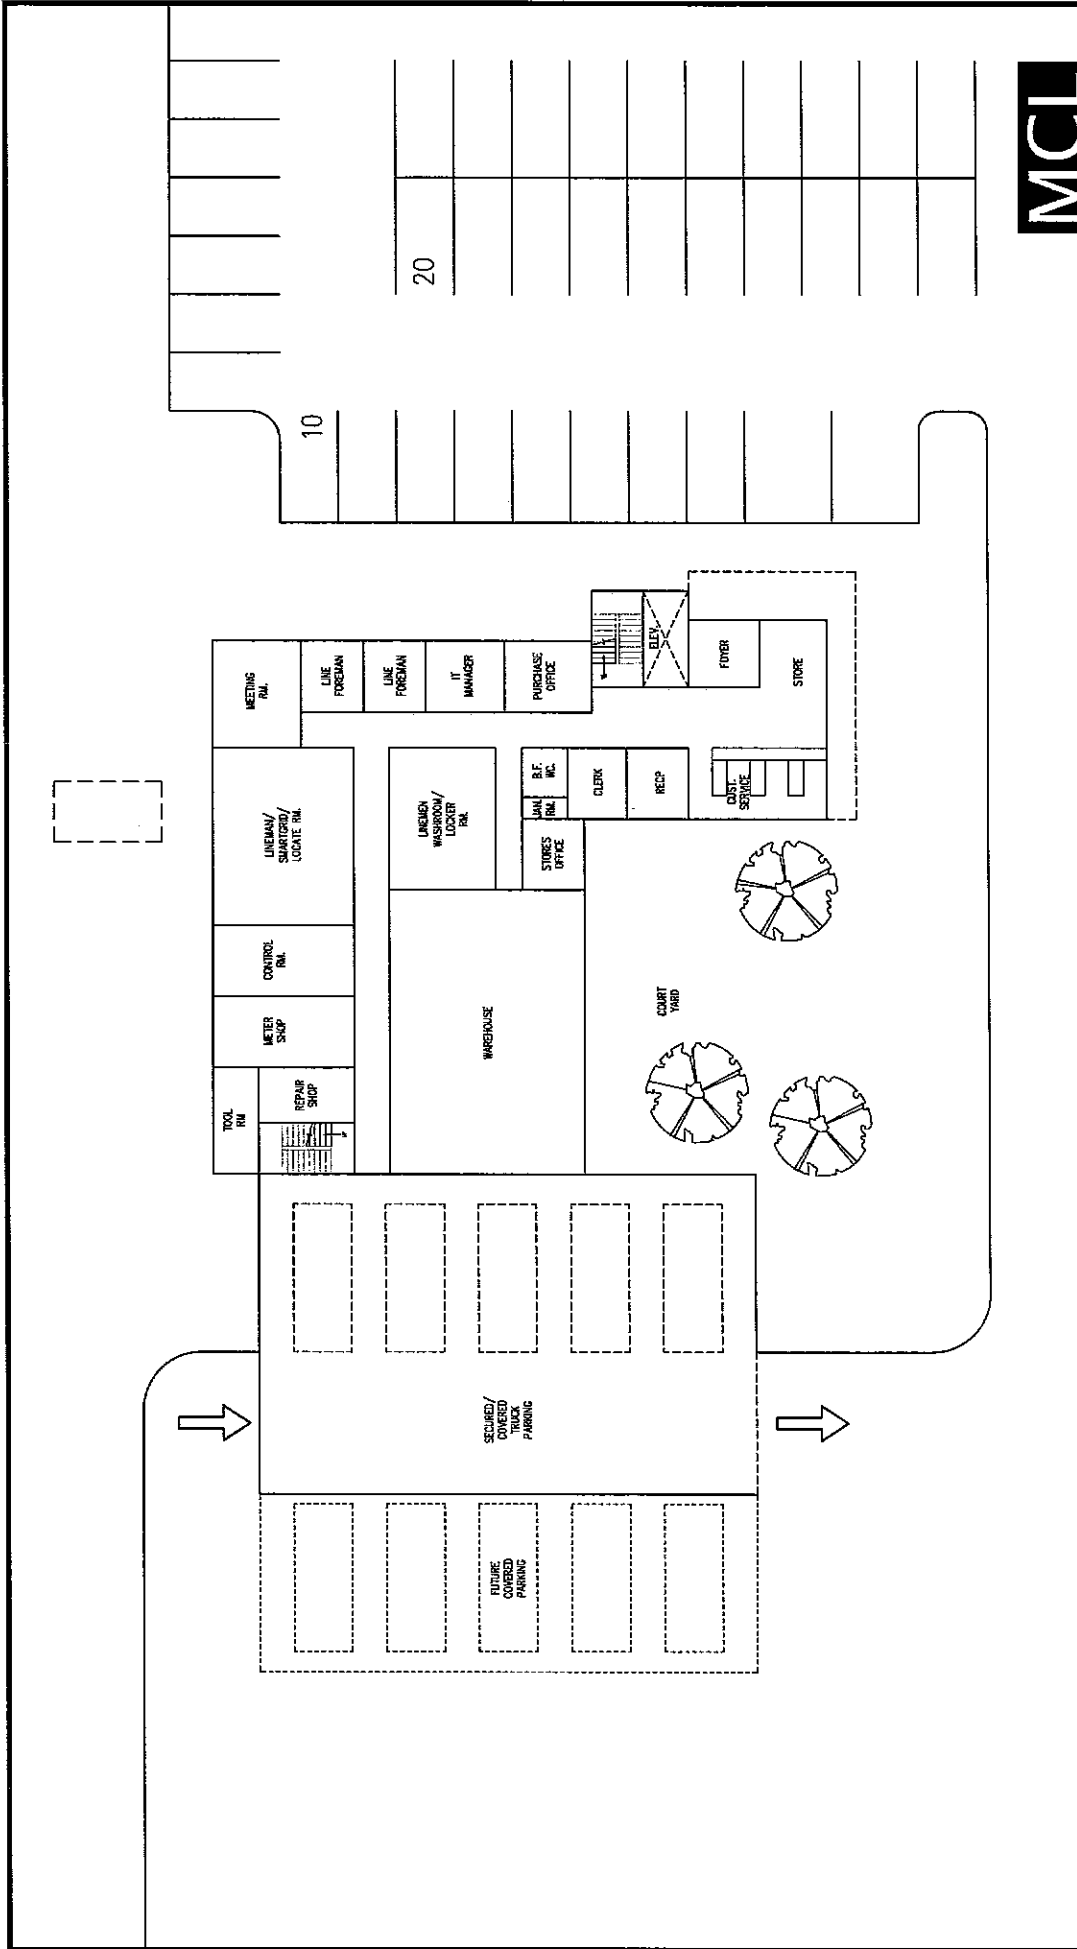 TOOL
RM
METER
SHOP
CONTROL
RM.
LINEMAN/
SMARTGRID/
LOCATE RM.
MEETING
RM.
REPAIR
SHOP
LINE
FOREMAN
LINE
FOREMAN
IT
MANAGER
PURCHASE
OFFICE
10
20
LINEMEN
WASHROOM/
LOCKER
RM.
WAREHOUSE
FUTURE
COVERED
PARKING
SECURED/
COVERED
TRUCK
PARKING
STORES
OFFICE
JAN.
RM.
B.F.
WC.
CLERK
RECP
ELEV.
FOYER
STORE
CUST.
SERVICE
COURT
YARD
MCL